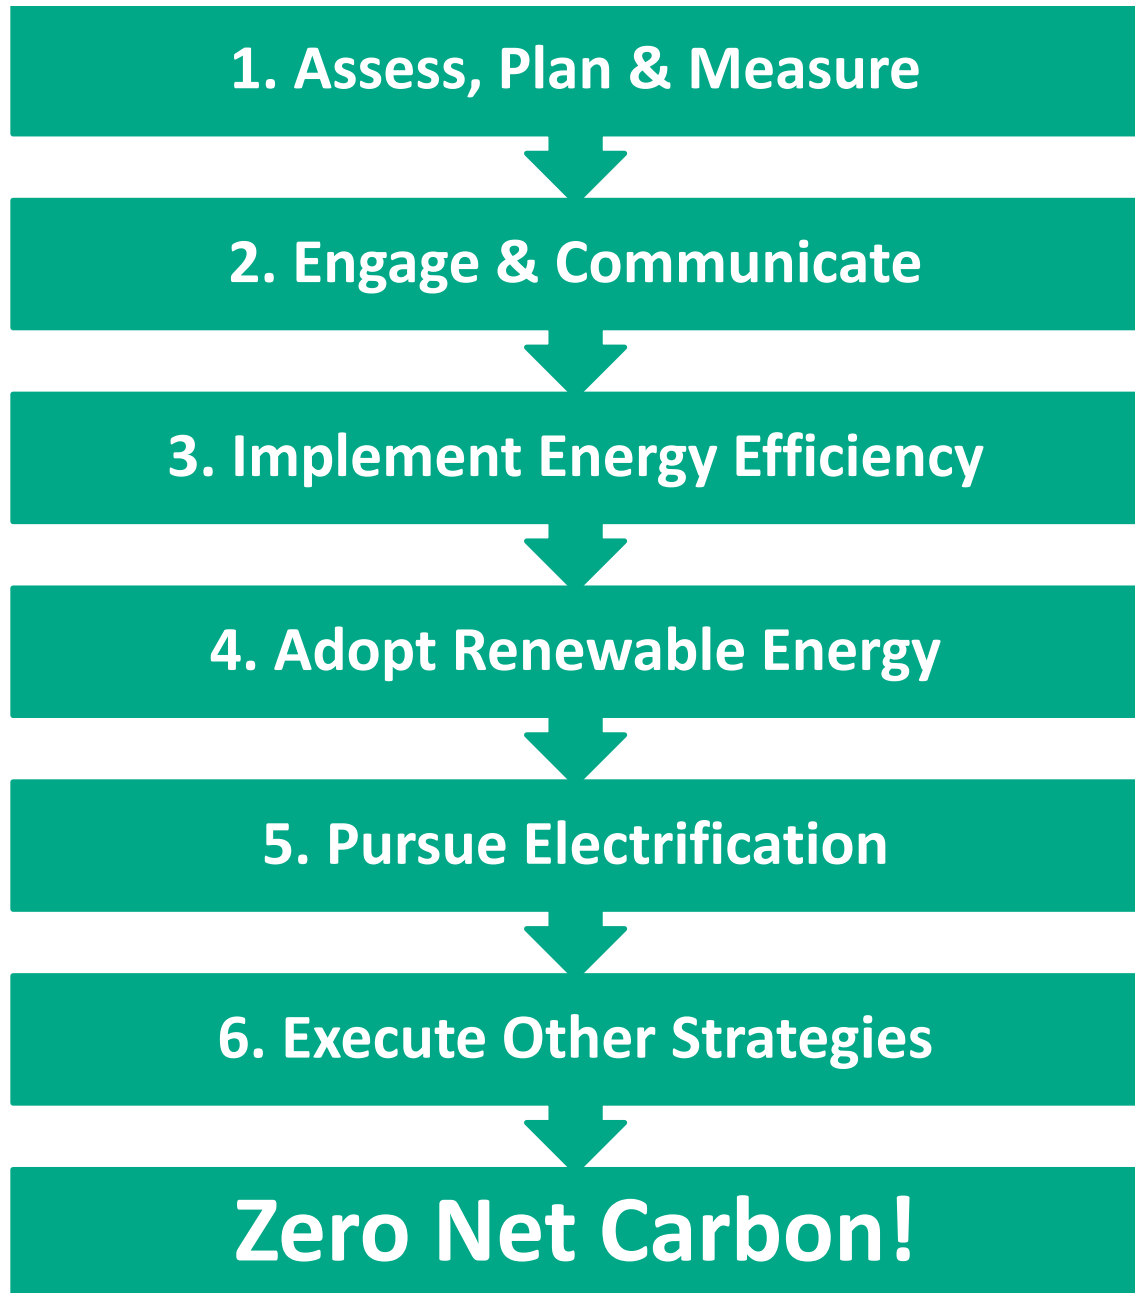 1. Assess, Plan & Measure
2. Engage & Communicate
3. Implement Energy Efficiency
4. Adopt Renewable Energy
5. Pursue Electrification
6. Execute Other Strategies
Zero Net Carbon!